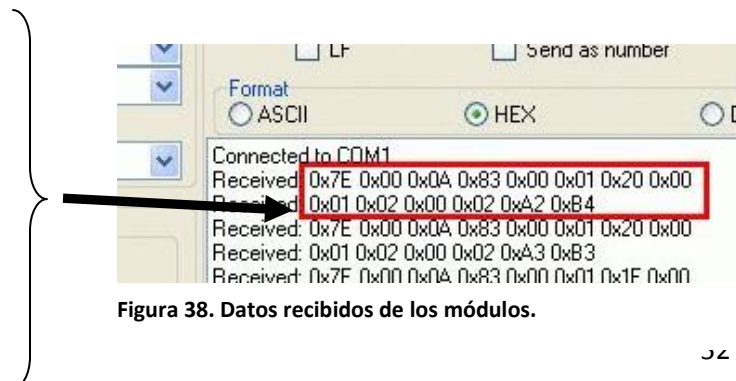 LF Send as number
Format
ASCII HEX
Connected to COM1
Received: 0x7E 0x00 0x0A 0x83 0x00 0x01 0x20 0x00
Received: 0x01 0x02 0x00 0x02 0xA2 0xB4
Received: 0x7E 0x00 0x0A 0x83 0x00 0x01 0x20 0x00
Received: 0x01 0x02 0x00 0x02 0xA3 0xB3
Received: 0x7E 0x00 0x0A 0x83 0x00 0x01 0x1F 0x00
Figura 38. Datos recibidos de los módulos.